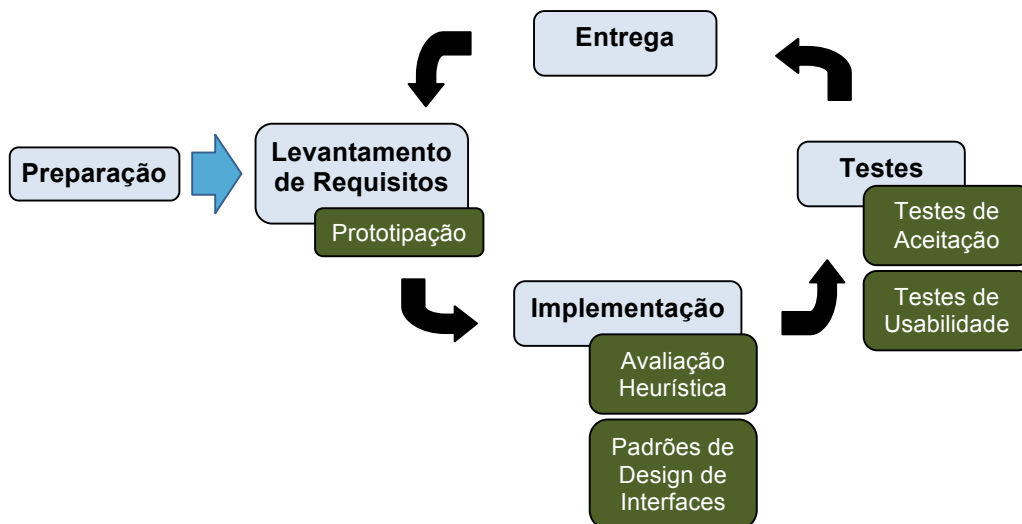 Entrega
Preparação
Levantamento
de Requisitos
Prototipação
Implementação
Avaliação
Heurística
Padrões de
Design de
Interfaces
Testes
Testes de
Aceitação
Testes de
Usabilidade